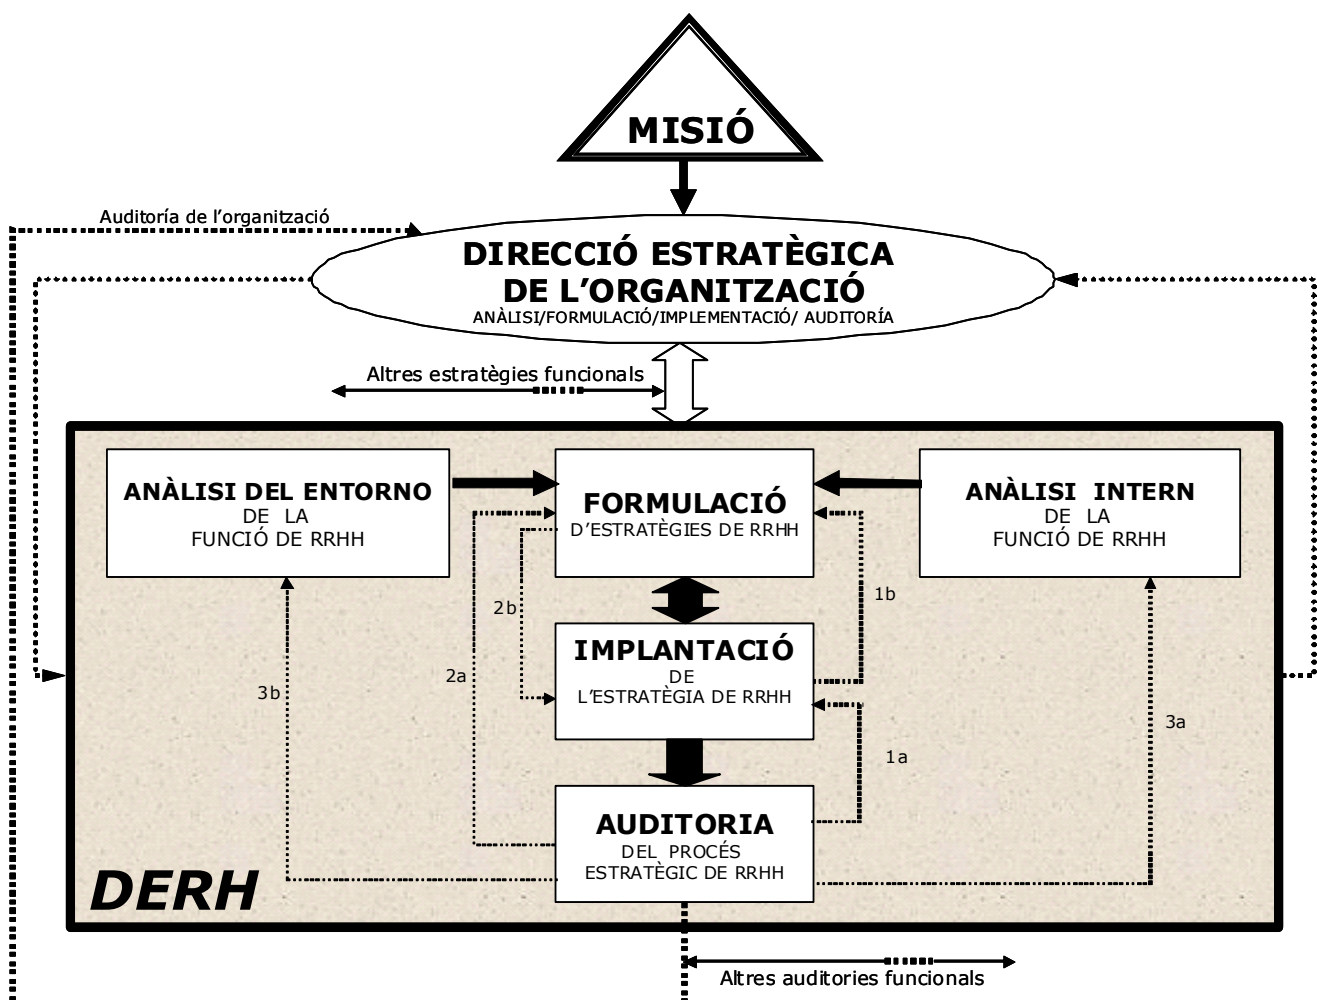 MISIÓ
Auditoría de l'organització
DIRECCIÓ ESTRATÈGICA
DE L'ORGANITZACIÓ
ANÀLISI/FORMULACIÓ/IMPLEMENTACIÓ/ AUDITORÍA
Altres estratègies funcionals
ANÀLISI DEL ENTORNO
DE LA
FUNCIÓ DE RRHH
FORMULACIÓ
D'ESTRATÈGIES DE RRHH
ANÀLISI INTERN
DE LA
FUNCIÓ DE RRHH
2b
1b
IMPLANTACIÓ
DE
L'ESTRATÈGIA DE RRHH
2a
3b
3a
1a
AUDITORIA
DEL PROCÉS
ESTRATÈGIC DE RRHH
DERH
Altres auditories funcionals